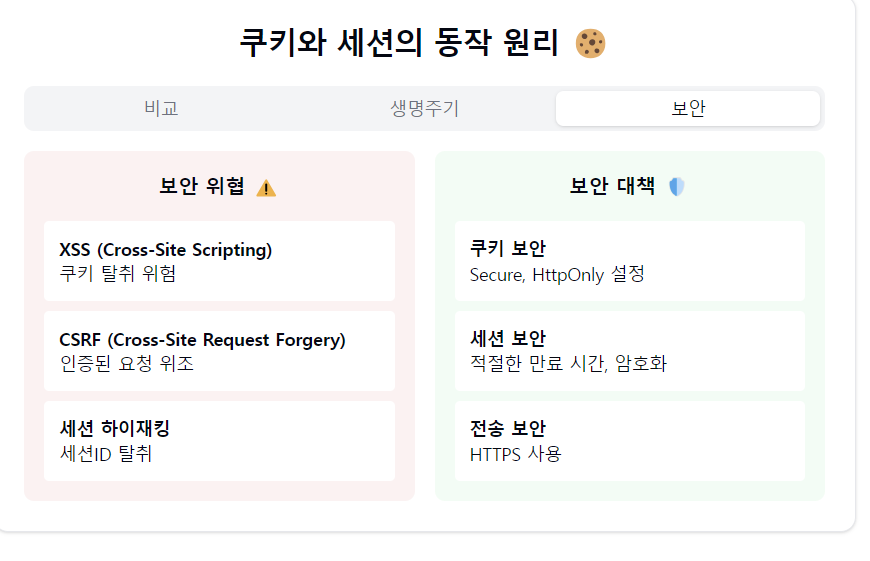 쿠키와 세션의 동작 원리 🍪
비교
생명주기
보안
보안 위협 ⚠️
XSS (Cross-Site Scripting)
쿠키 탈취 위험
CSRF (Cross-Site Request Forgery)
인증된 요청 위조
세션 하이재킹
세션ID 탈취
보안 대책 🛡️
쿠키 보안
Secure, HttpOnly 설정
세션 보안
적절한 만료 시간, 암호화
전송 보안
HTTPS 사용